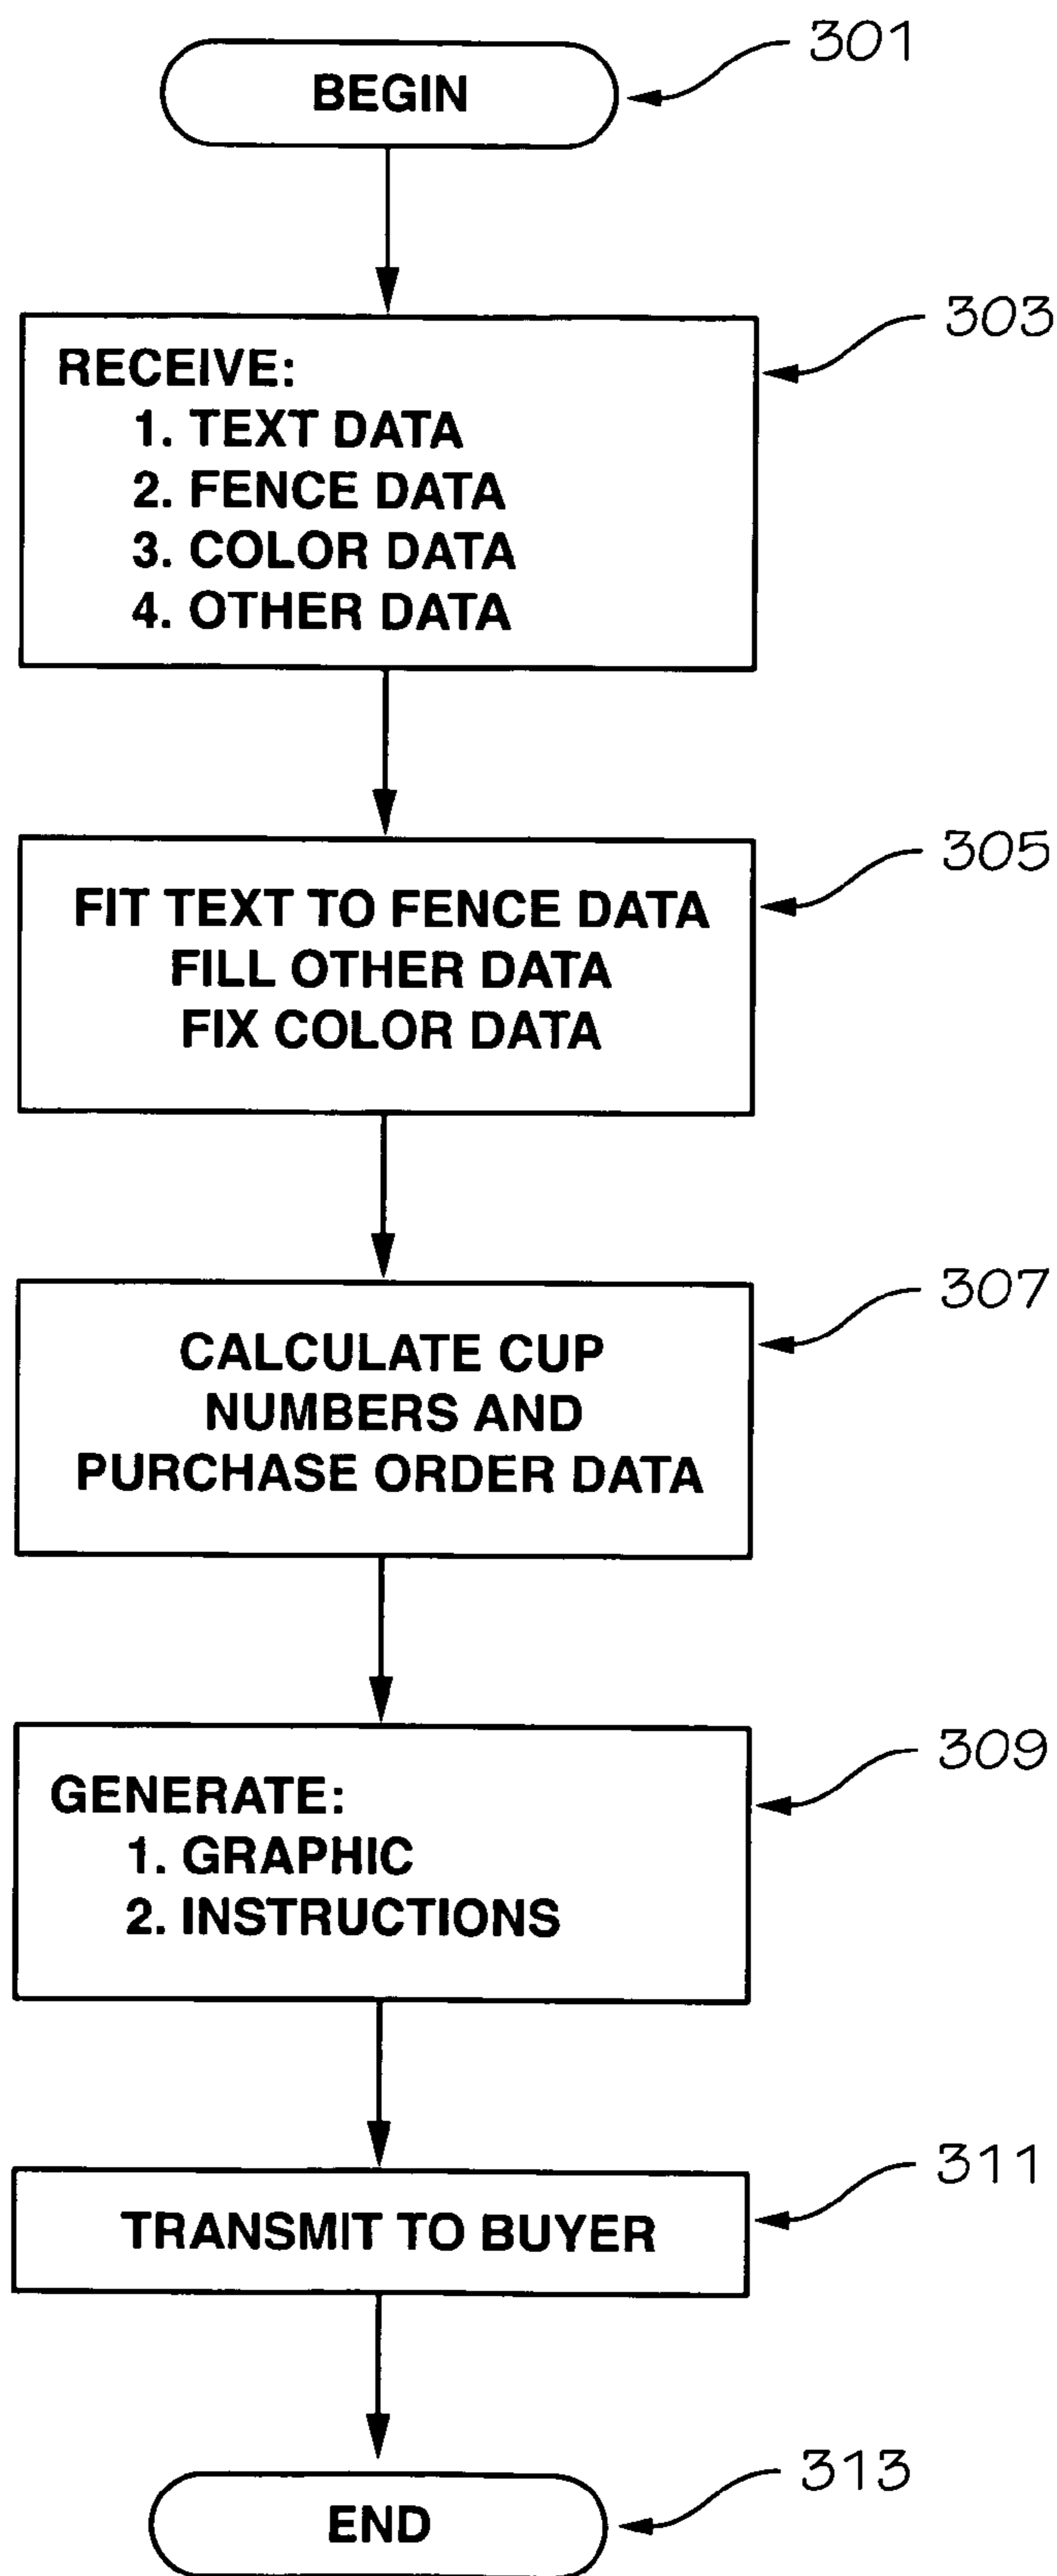 BEGIN
301
303
RECEIVE:
1. TEXT DATA
2. FENCE DATA
3. COLOR DATA
4. OTHER DATA
305
FIT TEXT TO FENCE DATA
FILL OTHER DATA
FIX COLOR DATA
307
CALCULATE CUP
NUMBERS AND
PURCHASE ORDER DATA
309
GENERATE:
1. GRAPHIC
2. INSTRUCTIONS
311
TRANSMIT TO BUYER
313
END